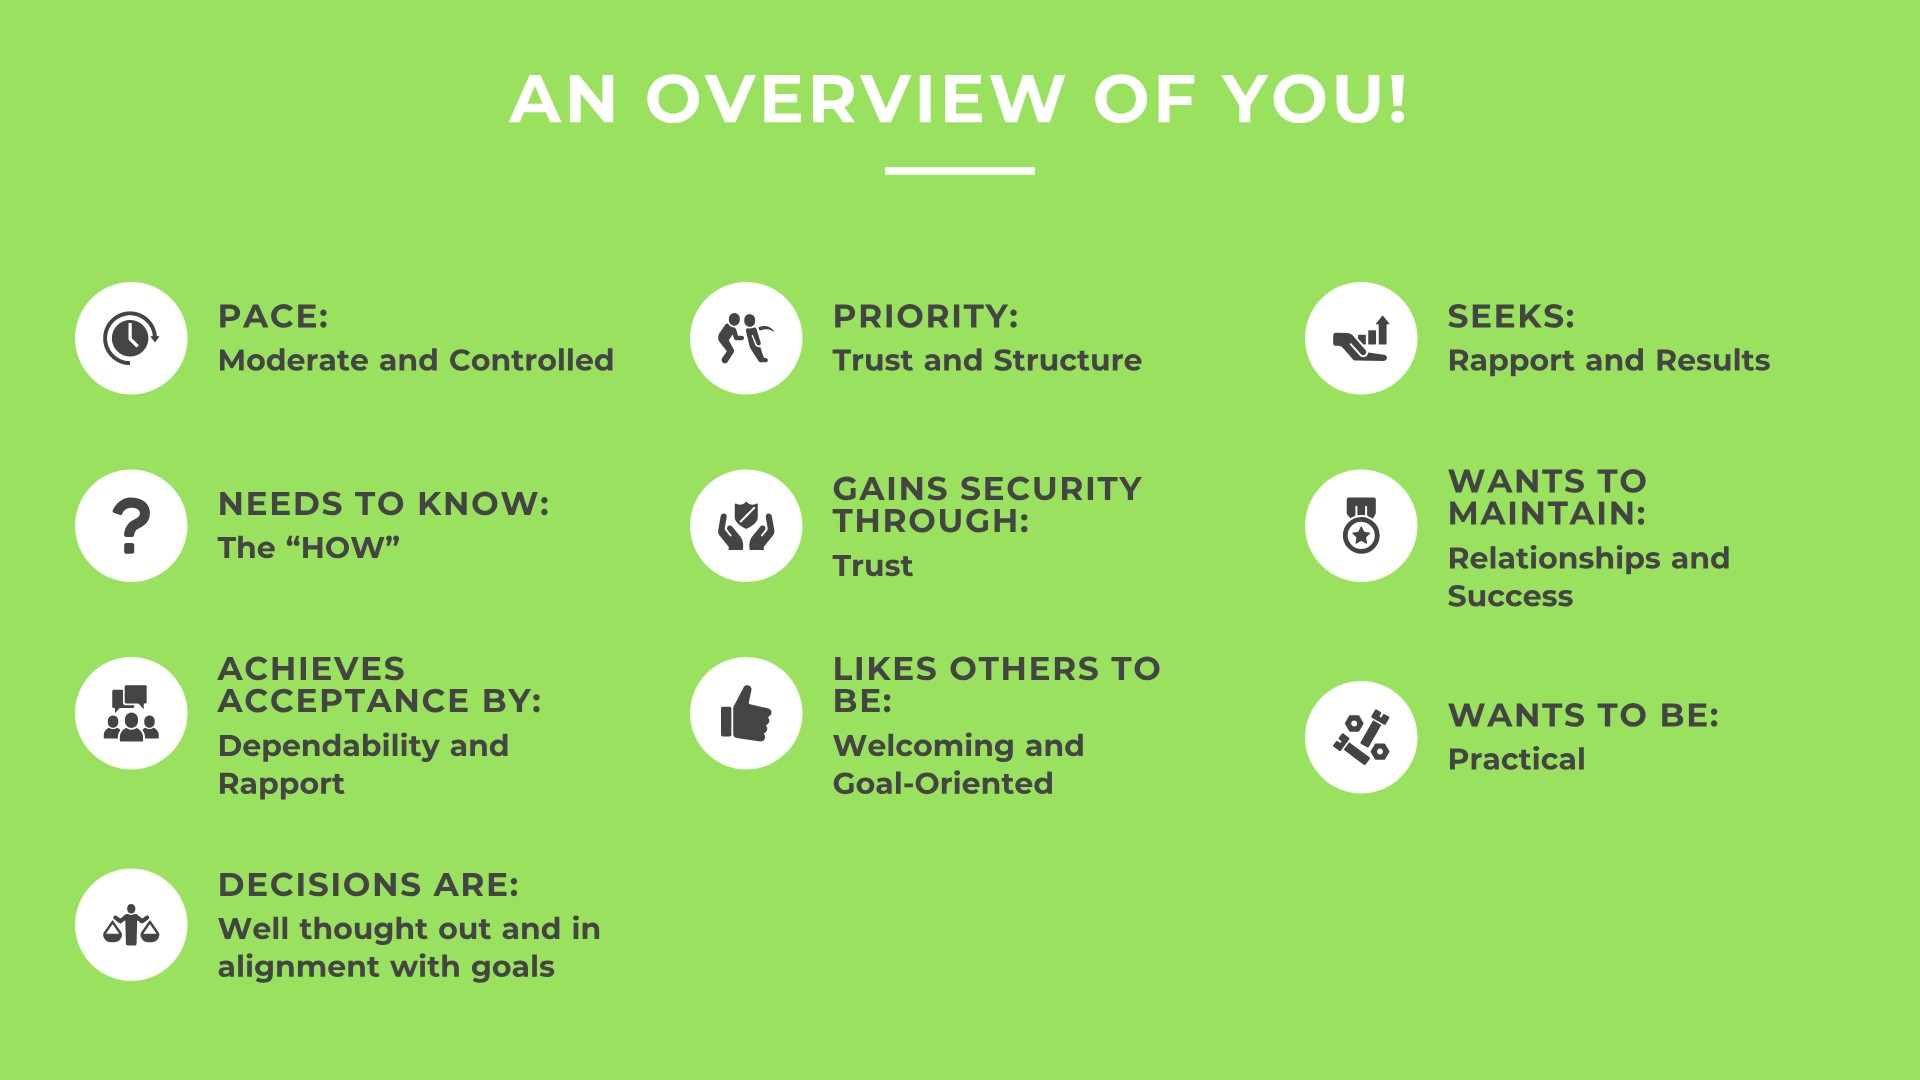 AN OVERVIEW OF YOU!
PACE:
Moderate and Controlled
PRIORITY:
Trust and Structure
SEEKS:
Rapport and Results
NEEDS TO KNOW:
The “HOW”
GAINS SECURITY
THROUGH:
Trust
WANTS TO
MAINTAIN:
Relationships and
Success
ACHIEVES
ACCEPTANCE BY:
Dependability and
Rapport
LIKES OTHERS TO
BE:
Welcoming and
Goal-Oriented
WANTS TO BE:
Practical
DECISIONS ARE:
Well thought out and in
alignment with goals